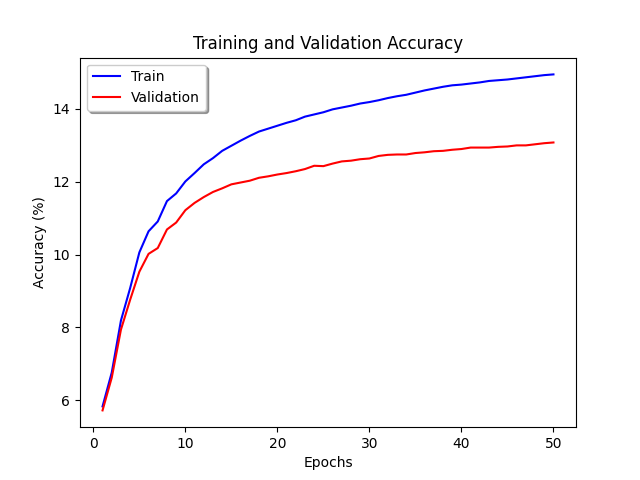 Training and Validation Accuracy
Train
Validation
14
12
10
8
6
Accuracy (%)
0 10 20 30 40 50
Epochs